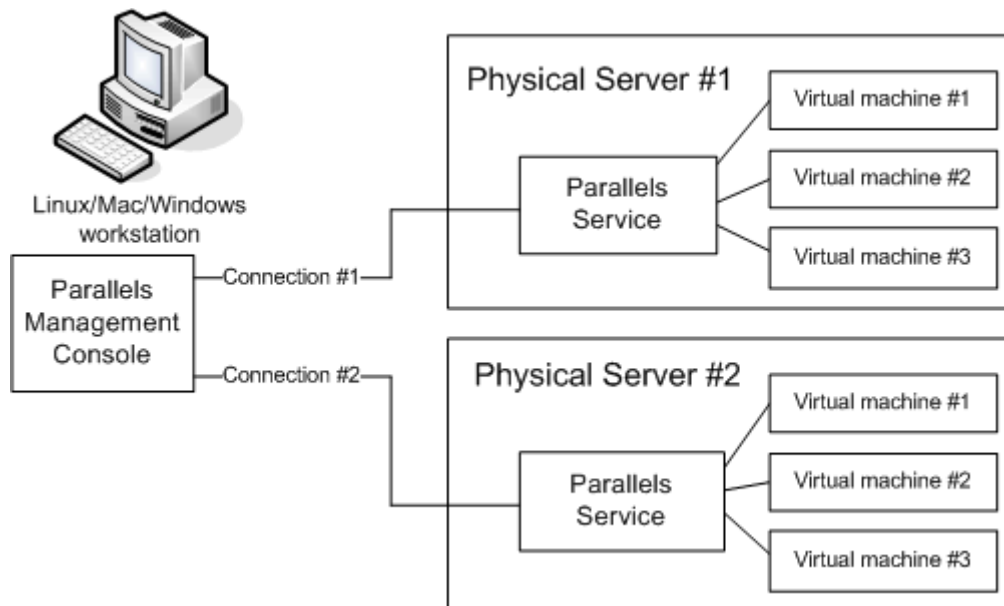 Linux/Mac/Windows
workstation
Parallels
Management
Console
Connection #1
Connection #2
Physical Server #1
Parallels
Service
Virtual machine #1
Virtual machine #2
Virtual machine #3
Physical Server #2
Parallels
Service
Virtual machine #1
Virtual machine #2
Virtual machine #3